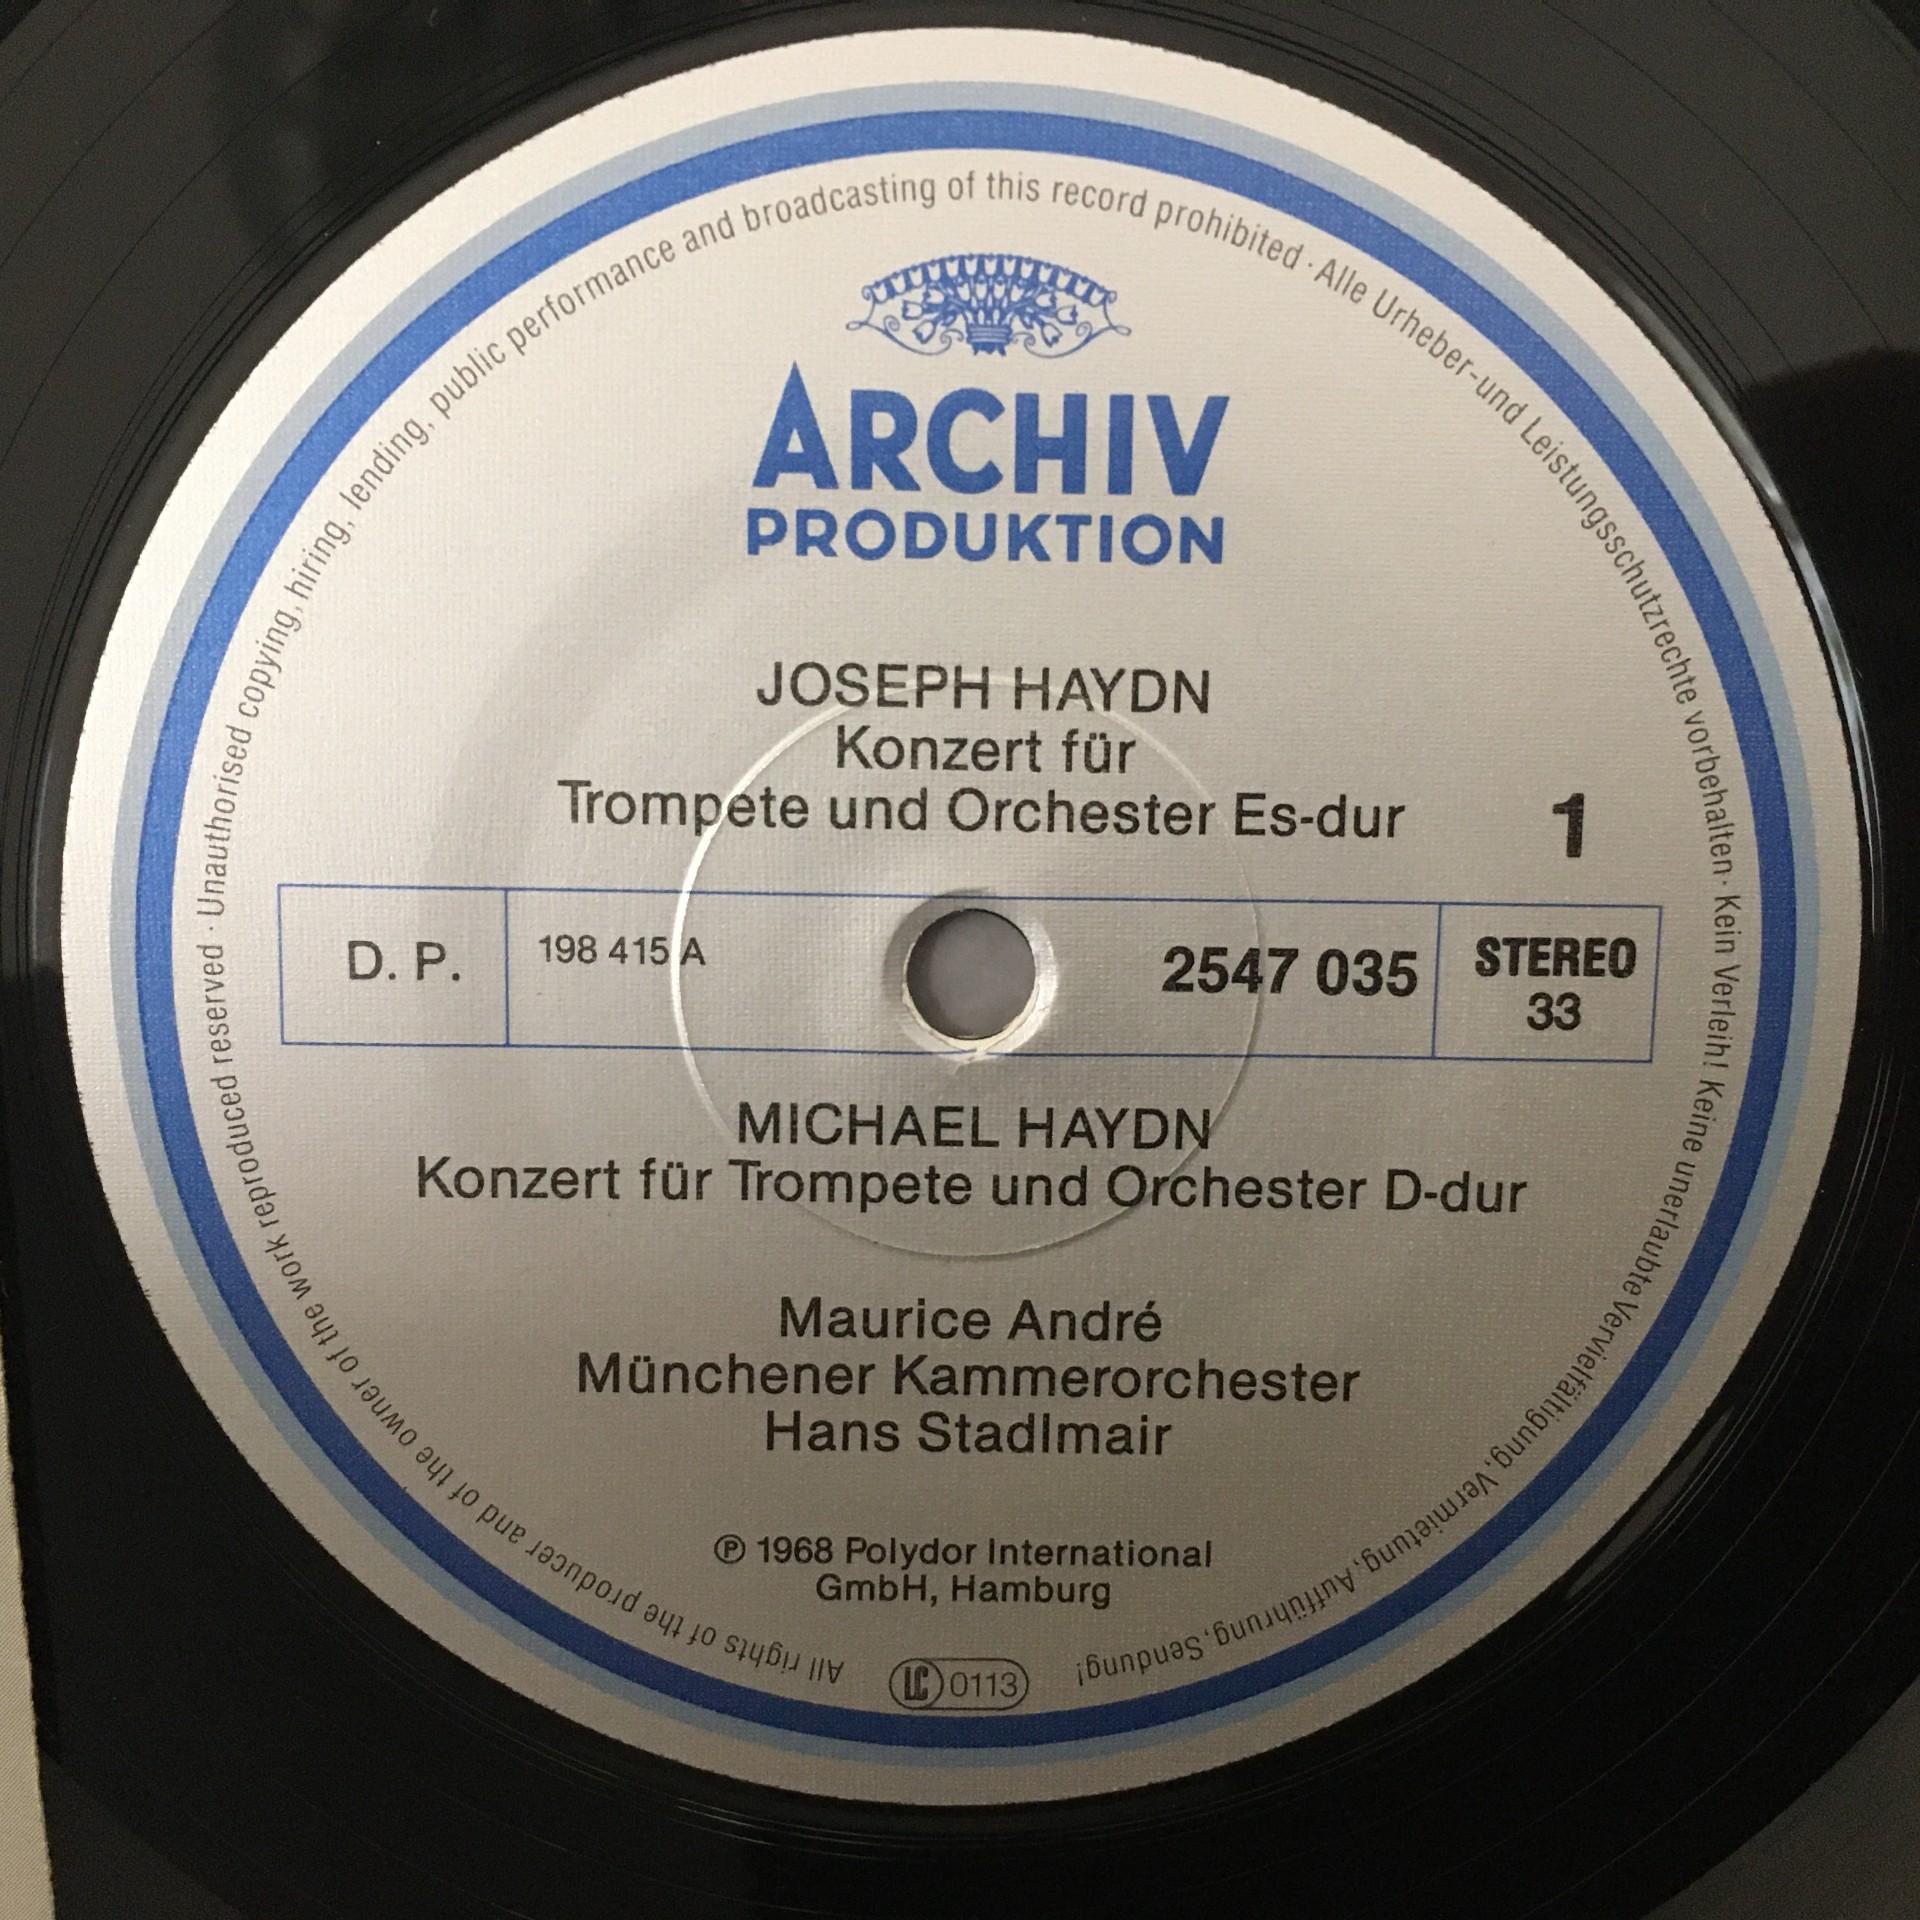 ARCHIV
PRODUKTION
JOSEPH HAYDN
Konzert für
Trompete und Orchester Es-dur
1
D. P.
198 415 A
2547 035
STEREO
33
MICHAEL HAYDN
Konzert für Trompete und Orchester D-dur
Maurice André
Münchener Kammerorchester
Hans Stadlmair
℗ 1968 Polydor International
GmbH, Hamburg
LC 0113
All rights of the producer and of the owner of the work reproduced reserved · Unauthorised copying, hiring, lending, public performance and broadcasting of this record prohibited · Alle Urheber- und Leistungsschutzrechte vorbehalten · Kein Verleih! Keine unerlaubte Vervielfältigung, Vermietung, Aufführung, Sendung!